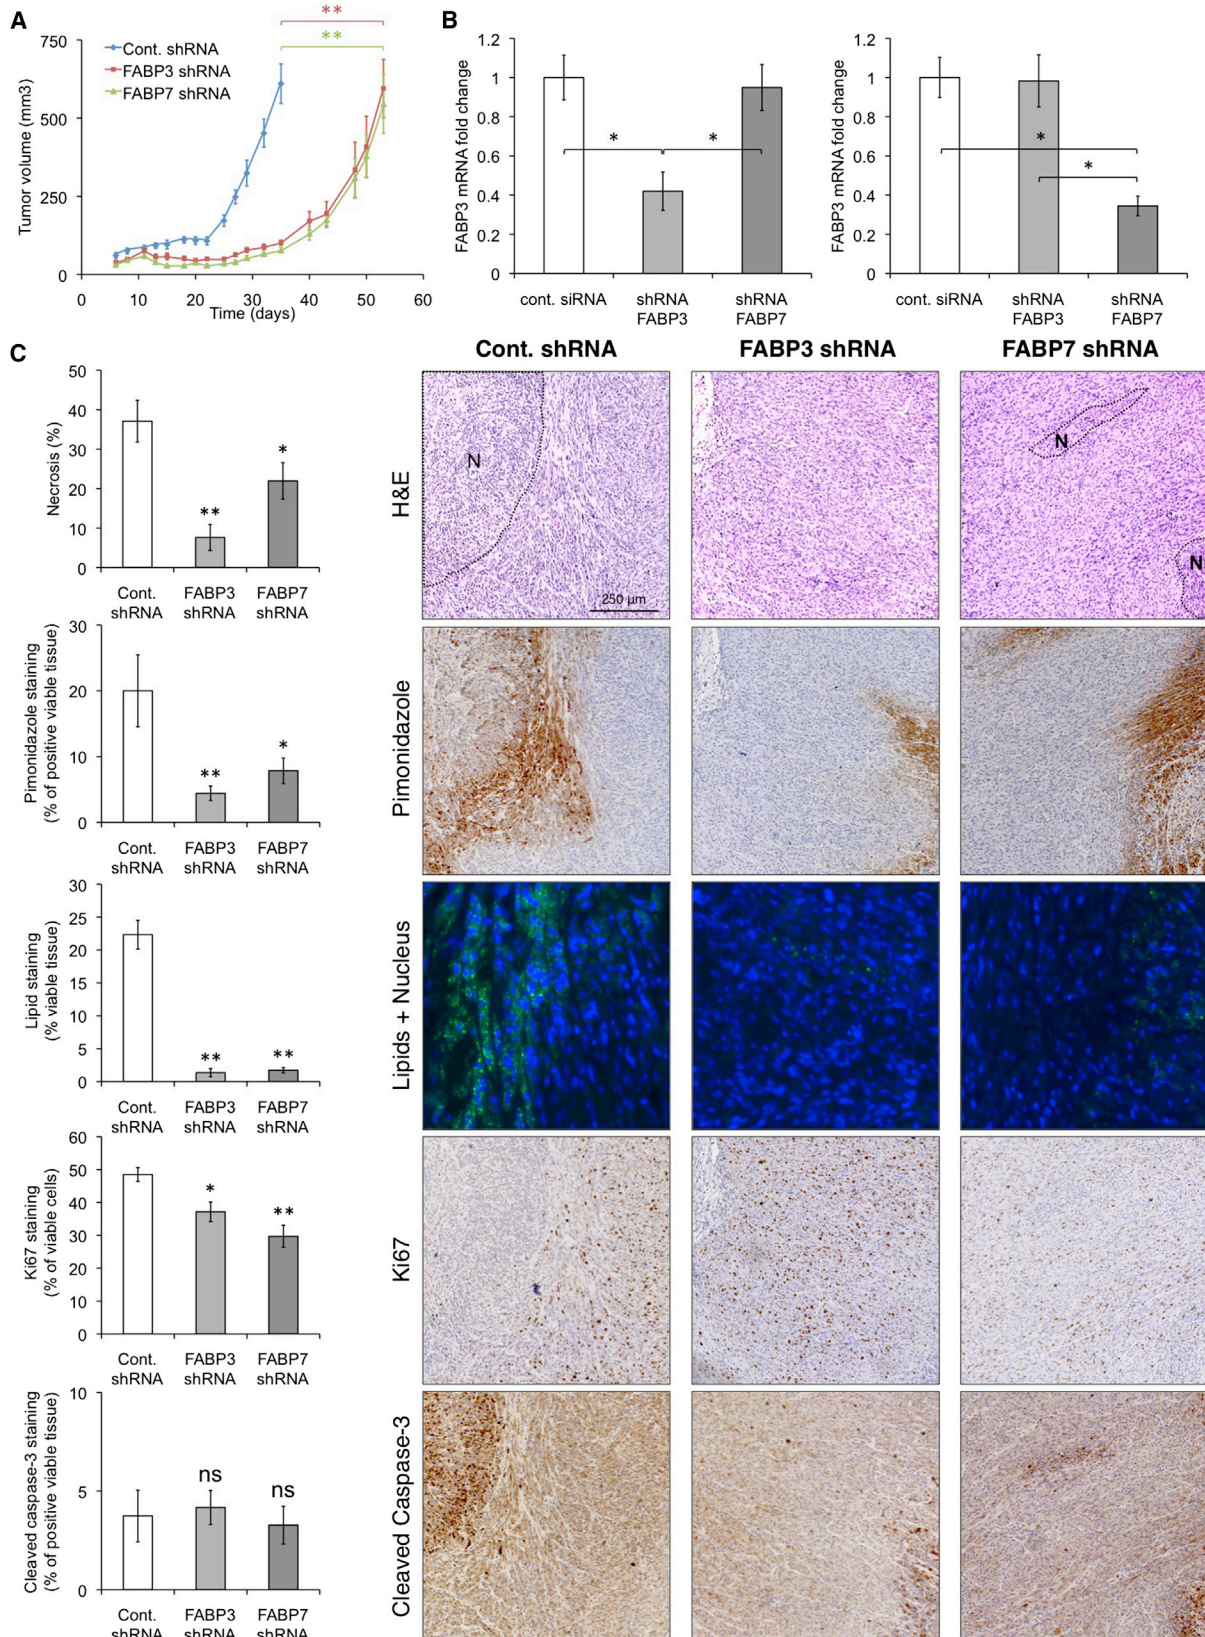 A
**
**
750
500
250
0
Tumor volume (mm3)
Cont. shRNA
FABP3 shRNA
FABP7 shRNA
0 10 20 30 40 50 60
Time (days)
B
1.2
1
0.8
0.6
0.4
0.2
0
FABP3 mRNA fold change
*
*
cont. siRNA
shRNA
FABP3
shRNA
FABP7
1.2
1
0.8
0.6
0.4
0.2
0
FABP3 mRNA fold change
*
*
cont. siRNA
shRNA
FABP3
shRNA
FABP7
C
Cont. shRNA FABP3 shRNA FABP7 shRNA
50
40
30
20
10
0
Necrosis (%)
**
*
Cont.
shRNA
FABP3
shRNA
FABP7
shRNA
H&E
N
250 µm
N
N
30
20
10
0
Pimonidazole staining
(% of positive viable tissue)
**
*
Cont.
shRNA
FABP3
shRNA
FABP7
shRNA
Pimonidazole
30
25
20
15
10
5
0
Lipid staining
(% viable tissue)
**
**
Cont.
shRNA
FABP3
shRNA
FABP7
shRNA
Lipids + Nucleus
60
50
40
30
20
10
0
Ki67 staining
(% of viable cells)
*
**
Cont.
shRNA
FABP3
shRNA
FABP7
shRNA
Ki67
10
5
0
Cleaved caspase-3 staining
(% of positive viable tissue)
ns
ns
Cont.
shRNA
FABP3
shRNA
FABP7
shRNA
Cleaved Caspase-3